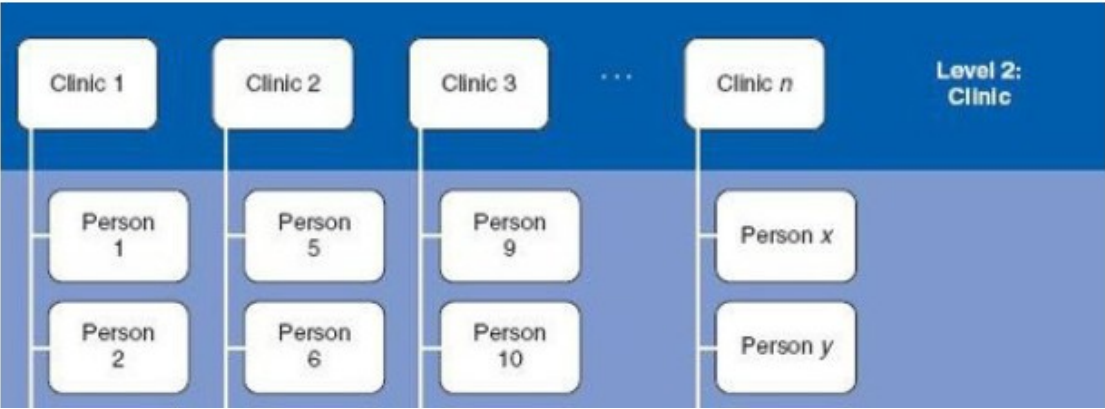 Clinic 1
Clinic 2
Clinic 3
...
Clinic n
Level 2:
Clinic
Person
1
Person
5
Person
9
Person x
Person
2
Person
6
Person
10
Person y